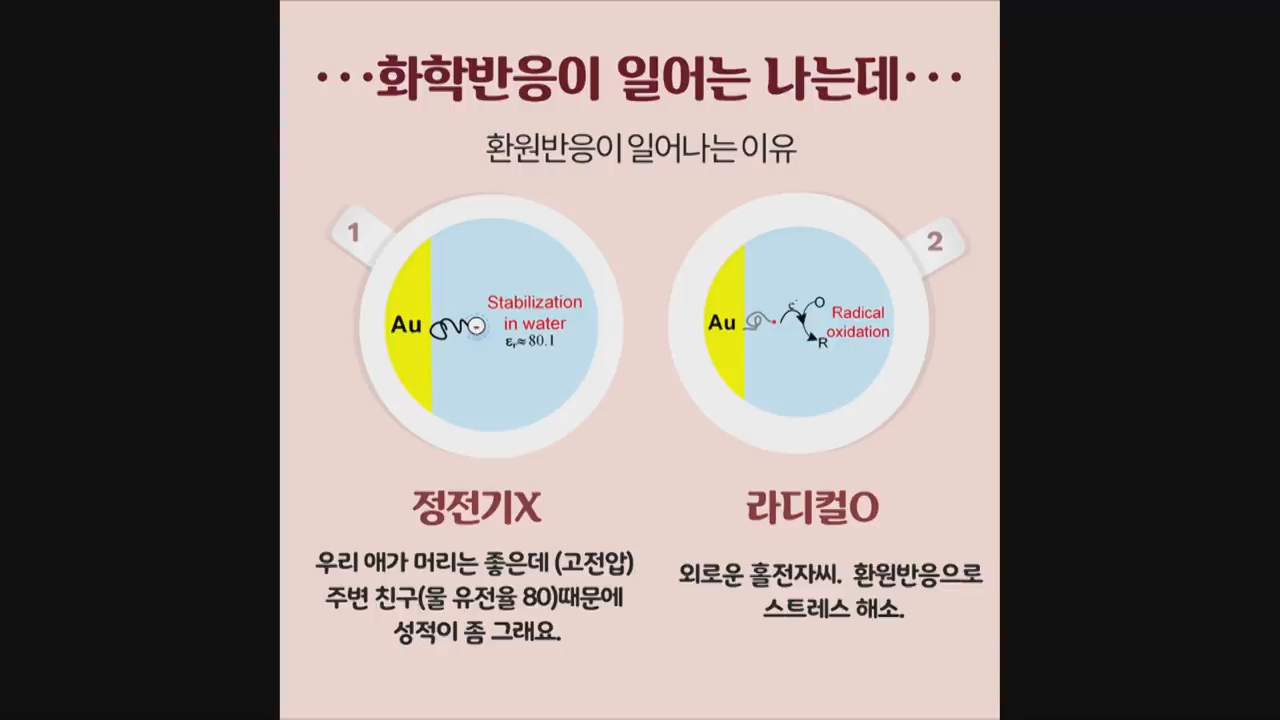 ···화학반응이 일어는 나는데···
환원반응이 일어나는 이유
1
2
Au
-
Stabilization
in water
εr≈ 80.1
Au
e-
O
R
Radical
oxidation
정전기X
라디컬O
우리 애가 머리는 좋은데 (고전압)
주변 친구(물 유전율 80)때문에
성적이 좀 그래요.
외로운 홀전자씨. 환원반응으로
스트레스 해소.